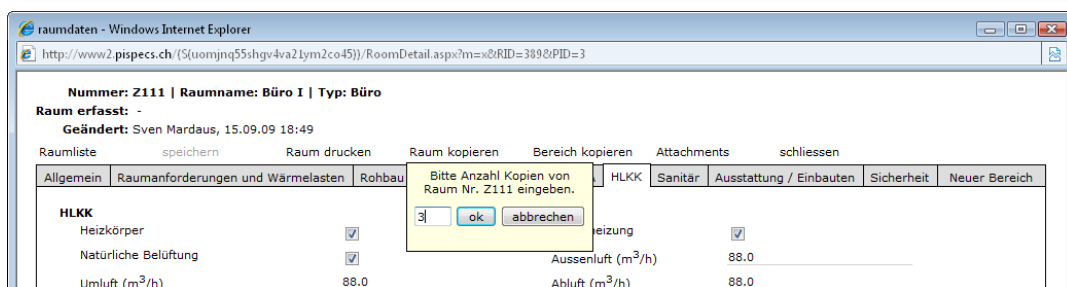 raumdaten - Windows Internet Explorer
http://www2.pispecs.ch/(S(uomjnq55shgv4va21ym2co45))/RoomDetail.aspx?m=x&RID=389&PID=3
Nummer: Z111 | Raumname: Büro I | Typ: Büro
Raum erfasst: -
Geändert: Sven Mardaus, 15.09.09 18:49
Raumliste speichern Raum drucken Raum kopieren Bereich kopieren Attachments schliessen
Allgemein Raumanforderungen und Wärmelasten Rohbau HLKK Sanitär Ausstattung / Einbauten Sicherheit Neuer Bereich
Bitte Anzahl Kopien von
Raum Nr. Z111 eingeben.
3 ok abbrechen
HLKK
Heizkörper
Natürliche Belüftung Aussenluft (m³/h) 88.0
Umluft (m³/h) 88.0 Abluft (m³/h) 88.0